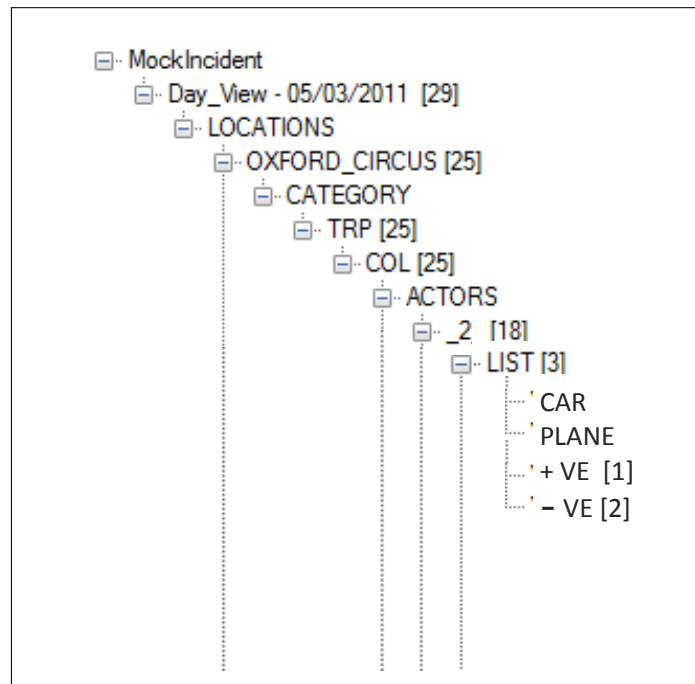 MockIncident
Day_View - 05/03/2011 [29]
LOCATIONS
OXFORD_CIRCUS [25]
CATEGORY
TRP [25]
COL [25]
ACTORS
_2 [18]
LIST [3]
CAR
PLANE
+ VE [1]
− VE [2]